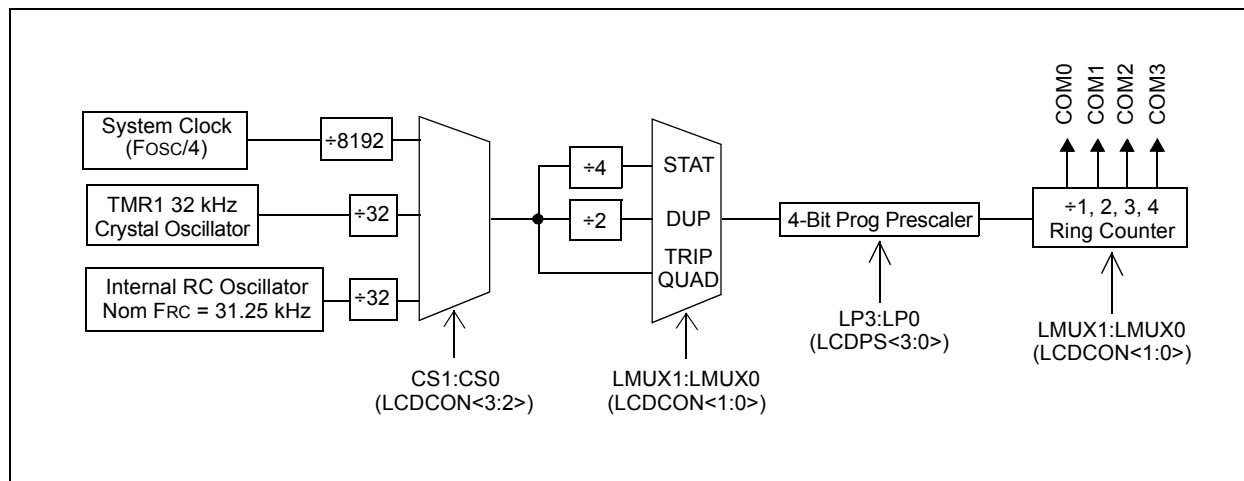 COM0
COM1
COM2
COM3
System Clock
(FOSC/4)
÷8192
÷4
STAT
TMR1 32 kHz
Crystal Oscillator
÷32
÷2
DUP
4-Bit Prog Prescaler
÷1, 2, 3, 4
Ring Counter
TRIP
QUAD
Internal RC Oscillator
Nom FRC = 31.25 kHz
÷32
LP3:LP0
(LCDPS<3:0>)
LMUX1:LMUX0
(LCDCON<1:0>)
CS1:CS0
(LCDCON<3:2>)
LMUX1:LMUX0
(LCDCON<1:0>)